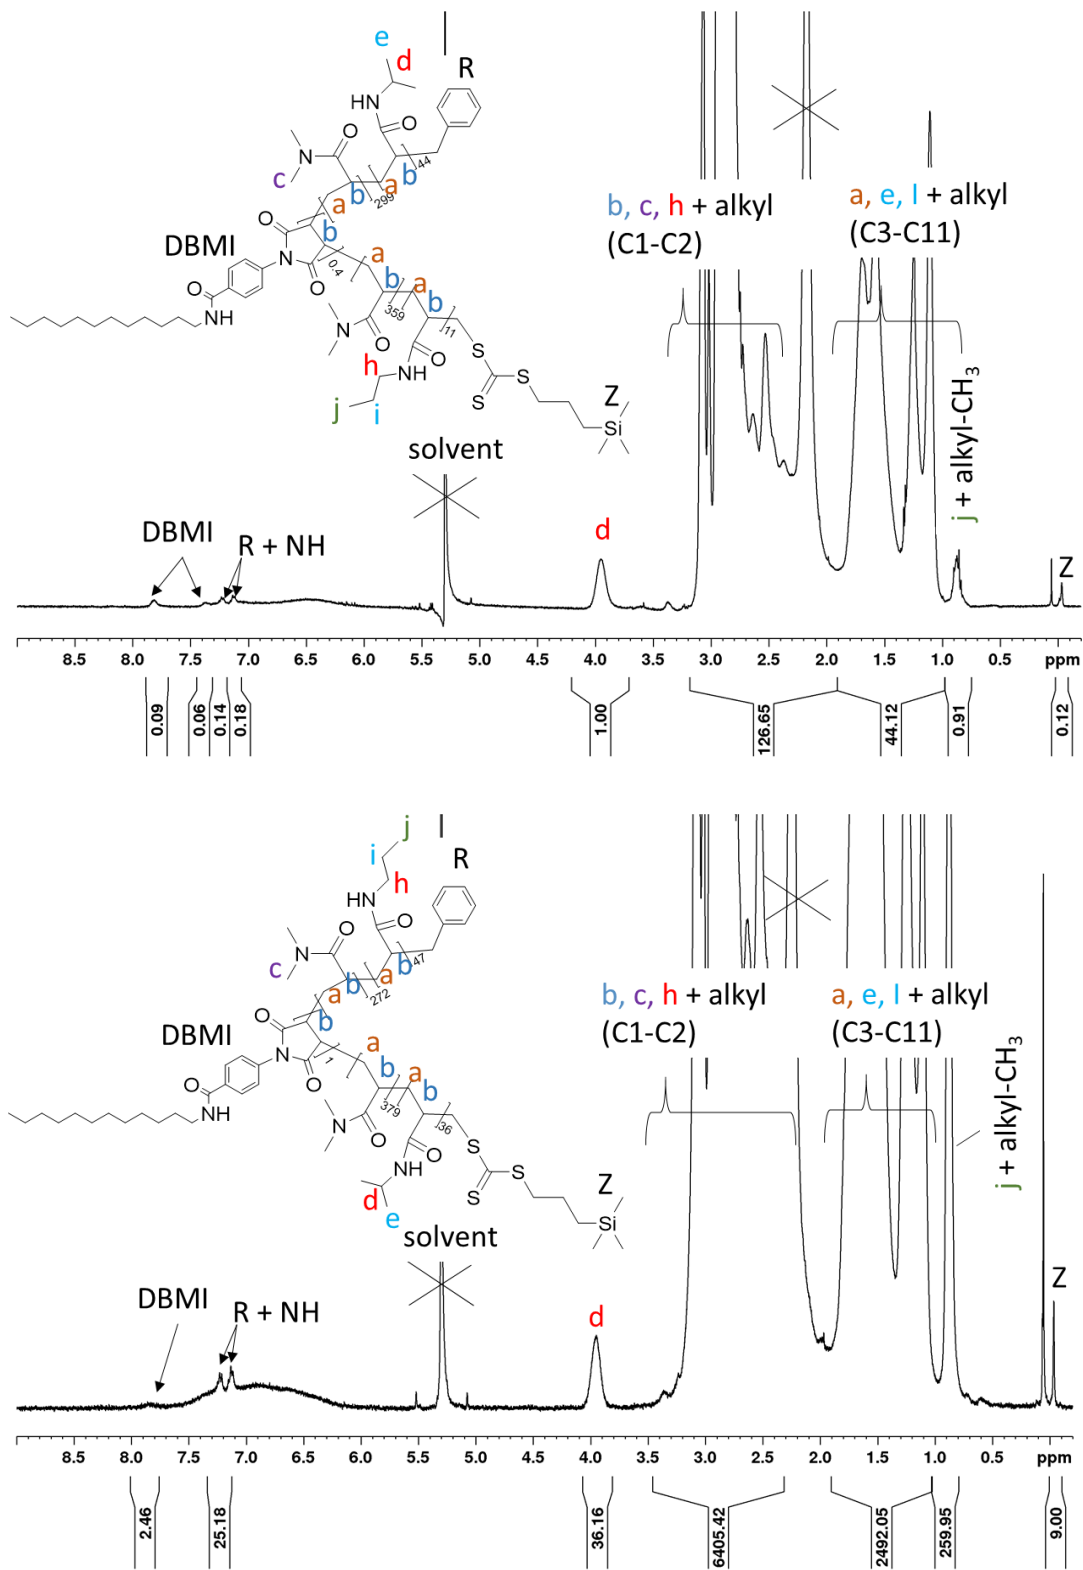 e
d
R
HN
O
O
N
c
44
b
a
b
299
a
O
b
DBMI
N
O
0.4
a
O
NH
b
a
359
b
11
N
O
O
S
h
NH
S
S
j
i
Z
Si
solvent
b, c, h + alkyl
(C1-C2)
a, e, I + alkyl
(C3-C11)
j + alkyl-CH3
DBMI
R + NH
d
Z
8.5 8.0 7.5 7.0 6.5 6.0 5.5 5.0 4.5 4.0 3.5 3.0 2.5 2.0 1.5 1.0 0.5 ppm
0.09 0.06 0.14 0.18 1.00 126.65 44.12 0.91 0.12
j
i
R
h
HN
O
O
N
c
47
b
a
b
272
a
O
b
DBMI
N
O
1
a
O
NH
b
a
379
b
36
N
O
O
S
NH
S
S
d
e
Z
Si
solvent
b, c, h + alkyl
(C1-C2)
a, e, I + alkyl
(C3-C11)
j + alkyl-CH3
DBMI
R + NH
d
Z
8.5 8.0 7.5 7.0 6.5 6.0 5.5 5.0 4.5 4.0 3.5 3.0 2.5 2.0 1.5 1.0 0.5 ppm
2.46 25.18 36.16 6405.42 2492.05 259.95 9.00